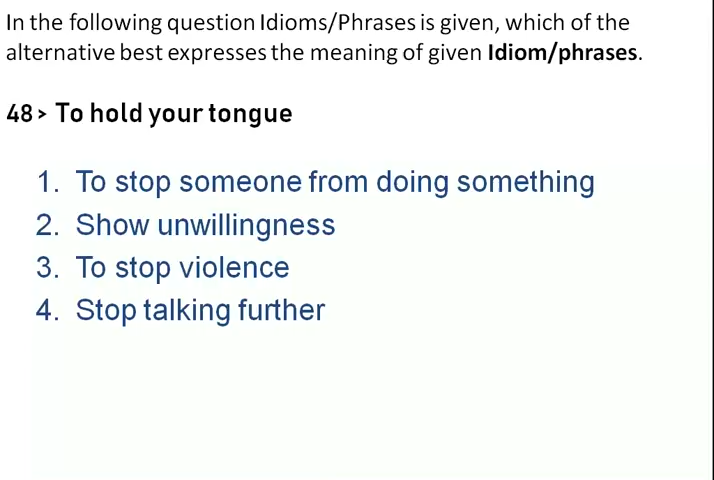 In the following question Idioms/Phrases is given, which of the
alternative best expresses the meaning of given Idiom/phrases.
48> To hold your tongue
1. To stop someone from doing something
2. Show unwillingness
3. To stop violence
4. Stop talking further